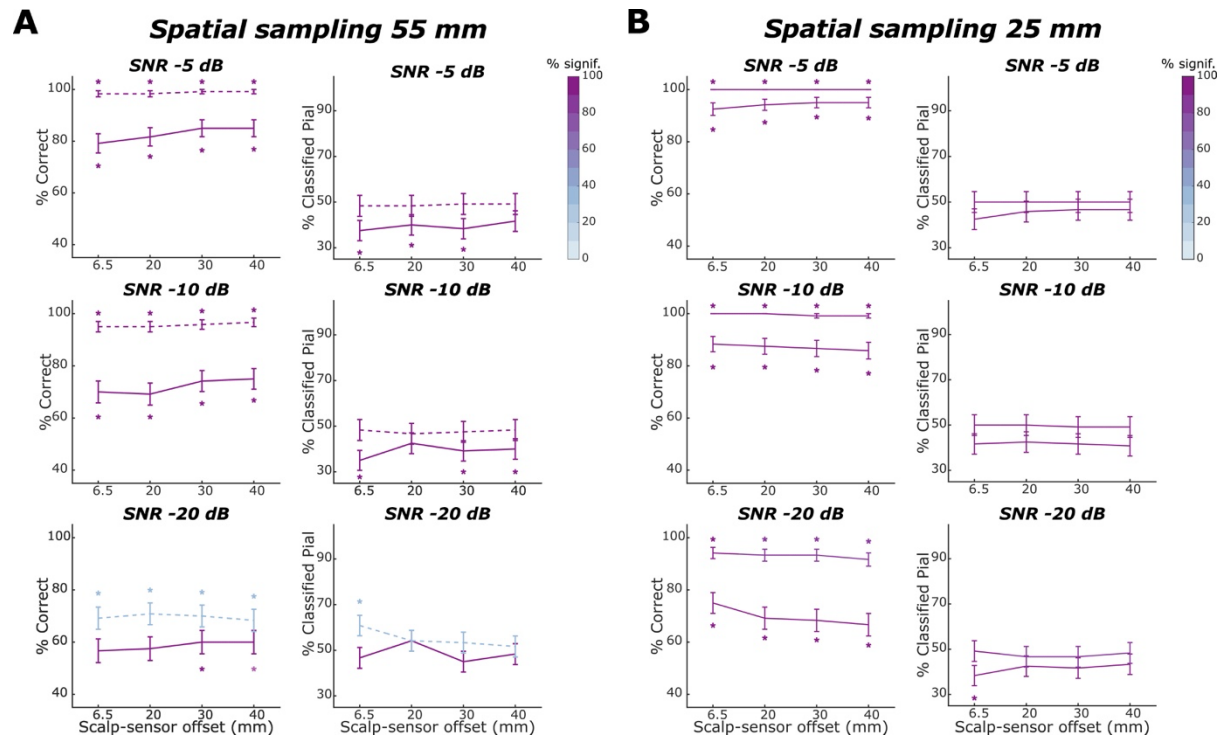 A
Spatial sampling 55 mm
SNR -5 dB
% Correct
100
80
60
40
6.5 20 30 40
SNR -5 dB
% Classified Pial
90
70
50
30
6.5 20 30 40
% signif.
100
80
60
40
20
0
SNR -10 dB
% Correct
100
80
60
40
6.5 20 30 40
SNR -10 dB
% Classified Pial
90
70
50
30
6.5 20 30 40
SNR -20 dB
% Correct
100
80
60
40
6.5 20 30 40
Scalp-sensor offset (mm)
SNR -20 dB
% Classified Pial
90
70
50
30
6.5 20 30 40
Scalp-sensor offset (mm)
B
Spatial sampling 25 mm
SNR -5 dB
% Correct
100
80
60
40
6.5 20 30 40
SNR -5 dB
% Classified Pial
90
70
50
30
6.5 20 30 40
% signif.
100
80
60
40
20
0
SNR -10 dB
% Correct
100
80
60
40
6.5 20 30 40
SNR -10 dB
% Classified Pial
90
70
50
30
6.5 20 30 40
SNR -20 dB
% Correct
100
80
60
40
6.5 20 30 40
Scalp-sensor offset (mm)
SNR -20 dB
% Classified Pial
90
70
50
30
6.5 20 30 40
Scalp-sensor offset (mm)